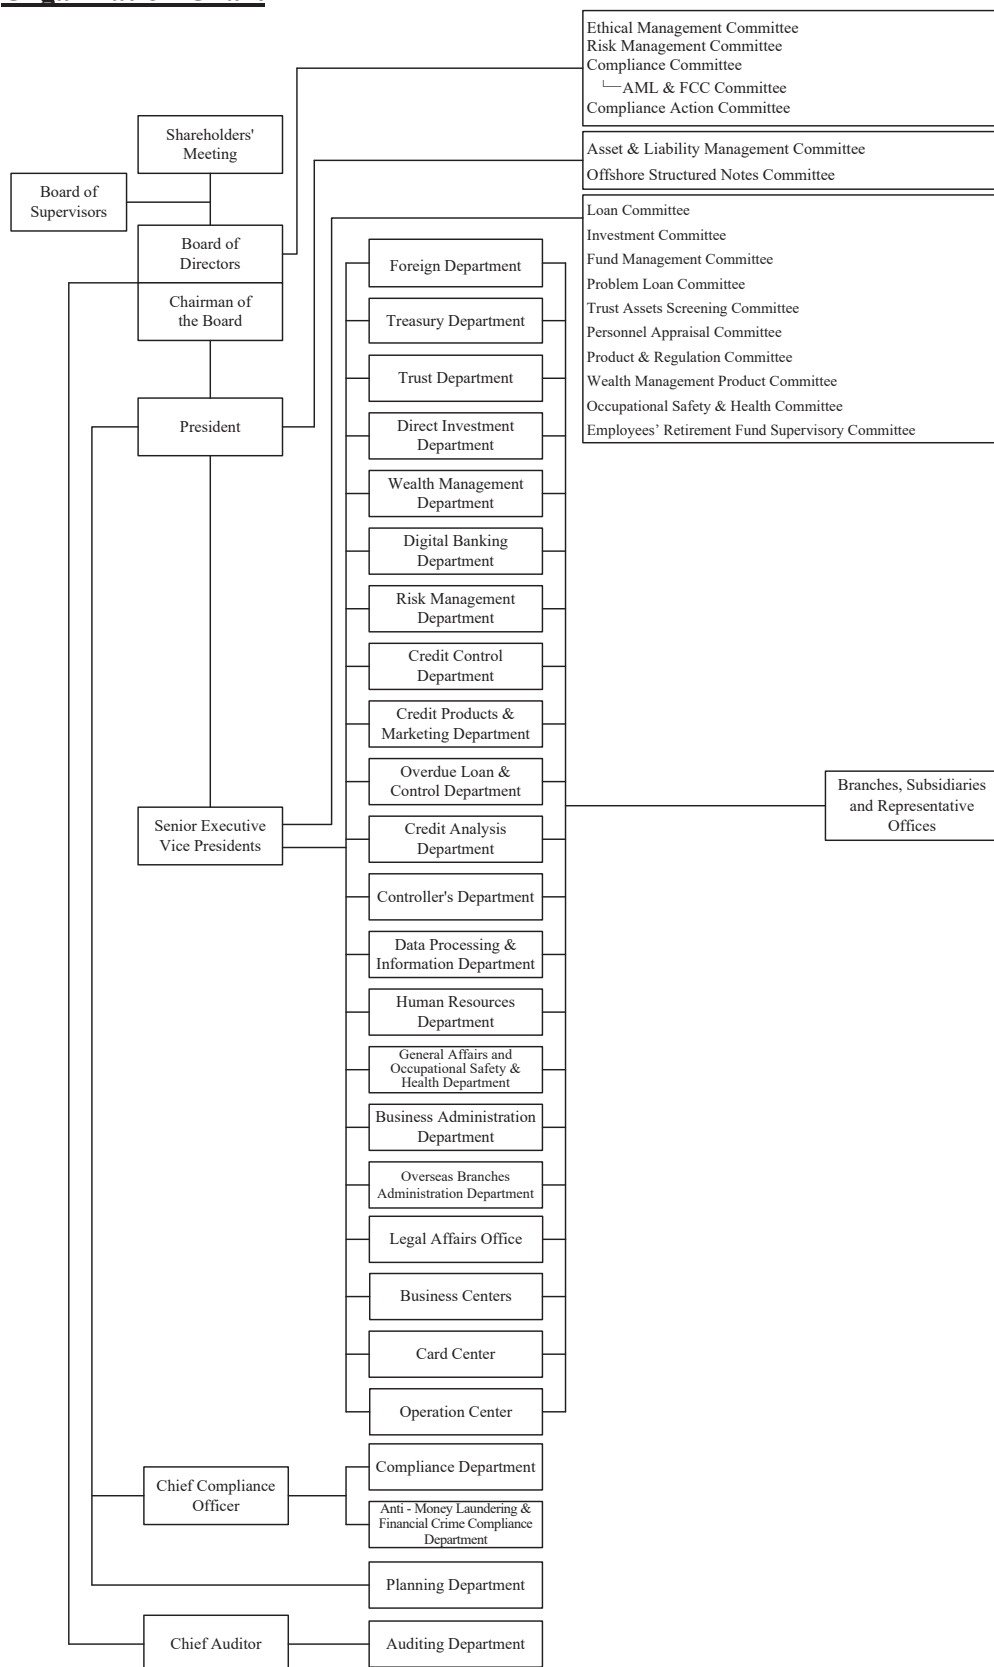 Ethical Management Committee
Risk Management Committee
Compliance Committee
AML & FCC Committee
Compliance Action Committee
Shareholders'
Meeting
Asset & Liability Management Committee
Offshore Structured Notes Committee
Board of
Supervisors
Loan Committee
Investment Committee
Fund Management Committee
Problem Loan Committee
Trust Assets Screening Committee
Personnel Appraisal Committee
Product & Regulation Committee
Wealth Management Product Committee
Occupational Safety & Health Committee
Employees' Retirement Fund Supervisory Committee
Board of
Directors
Chairman of
the Board
President
Senior Executive
Vice Presidents
Foreign Department
Treasury Department
Trust Department
Direct Investment
Department
Wealth Management
Department
Digital Banking
Department
Risk Management
Department
Credit Control
Department
Credit Products &
Marketing Department
Overdue Loan &
Control Department
Credit Analysis
Department
Controller's Department
Data Processing &
Information Department
Human Resources
Department
General Affairs and
Occupational Safety &
Health Department
Business Administration
Department
Overseas Branches
Administration Department
Legal Affairs Office
Business Centers
Card Center
Operation Center
Branches, Subsidiaries
and Representative
Offices
Chief Compliance
Officer
Compliance Department
Anti - Money Laundering &
Financial Crime Compliance
Department
Planning Department
Chief Auditor
Auditing Department